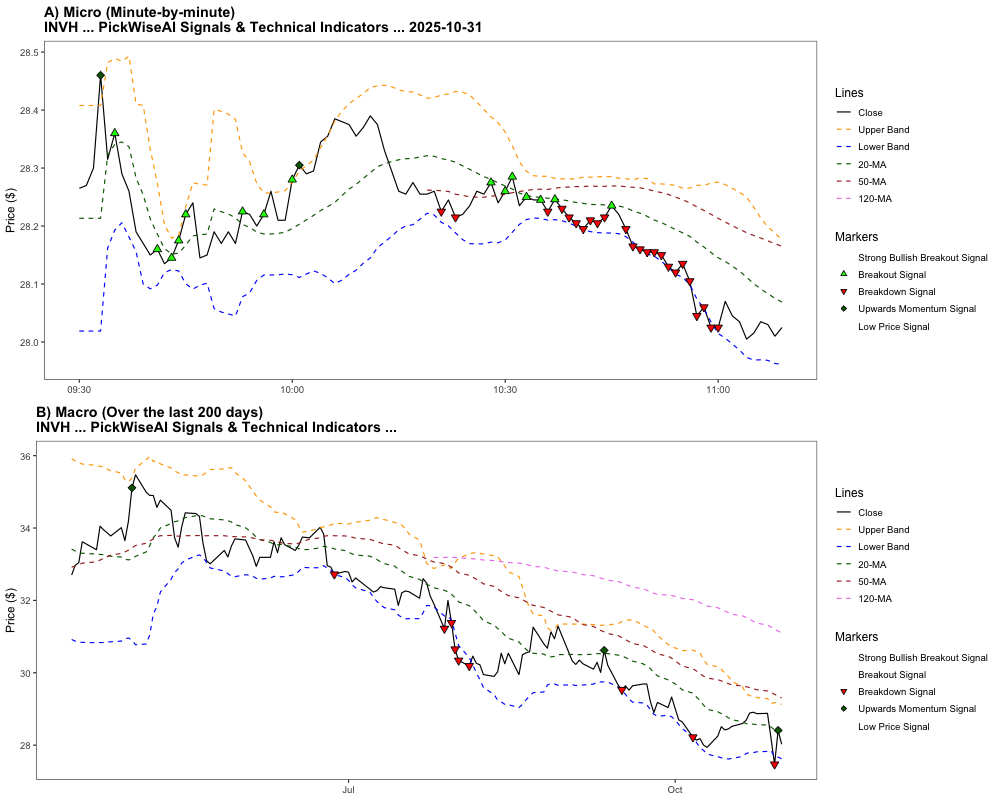 A) Micro (Minute-by-minute)
INVH ... PickWiseAI Signals & Technical Indicators ... 2025-10-31
Price ($)
28.5
28.4
28.3
28.2
28.1
28.0
09:30
10:00
10:30
11:00
Lines
Close
Upper Band
Lower Band
20-MA
50-MA
120-MA
Markers
Strong Bullish Breakout Signal
Breakout Signal
Breakdown Signal
Upwards Momentum Signal
Low Price Signal
B) Macro (Over the last 200 days)
INVH ... PickWiseAI Signals & Technical Indicators ...
Price ($)
36
34
32
30
28
Jul
Oct
Lines
Close
Upper Band
Lower Band
20-MA
50-MA
120-MA
Markers
Strong Bullish Breakout Signal
Breakout Signal
Breakdown Signal
Upwards Momentum Signal
Low Price Signal